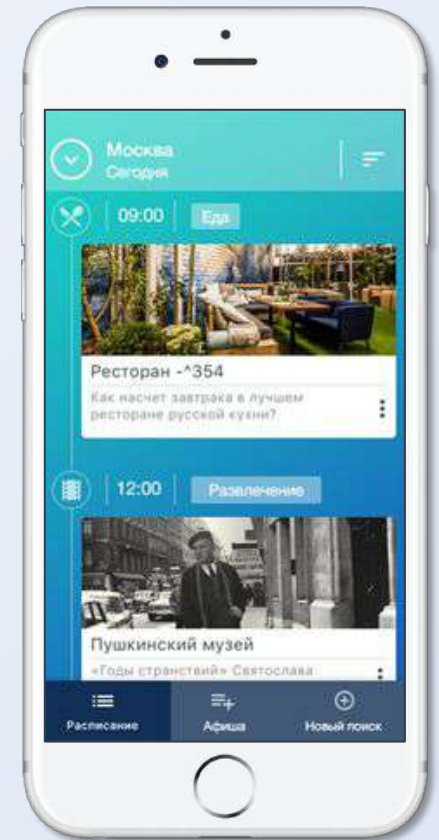 Москва
Сегодня
09:00 Еда
Ресторан -^354
Как насчет завтрака в лучшем
ресторане русской кухни?
12:00 Развлечение
Пушкинский музей
«Годы странствий» Святослава
Расписание Афиша Новый поиск